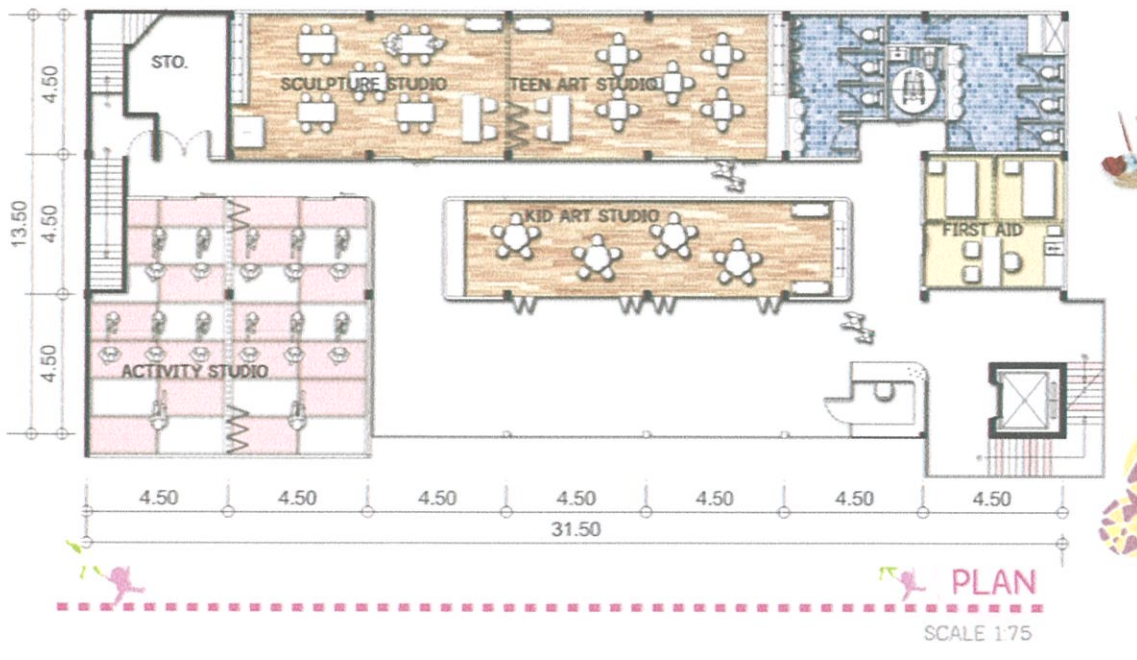 STO.
SCULPTURE STUDIO
TEEN ART STUDIO
KID ART STUDIO
FIRST AID
ACTIVITY STUDIO
4.50
4.50
4.50
13.50
4.50 4.50 4.50 4.50 4.50 4.50 4.50
31.50
PLAN
SCALE 1:75